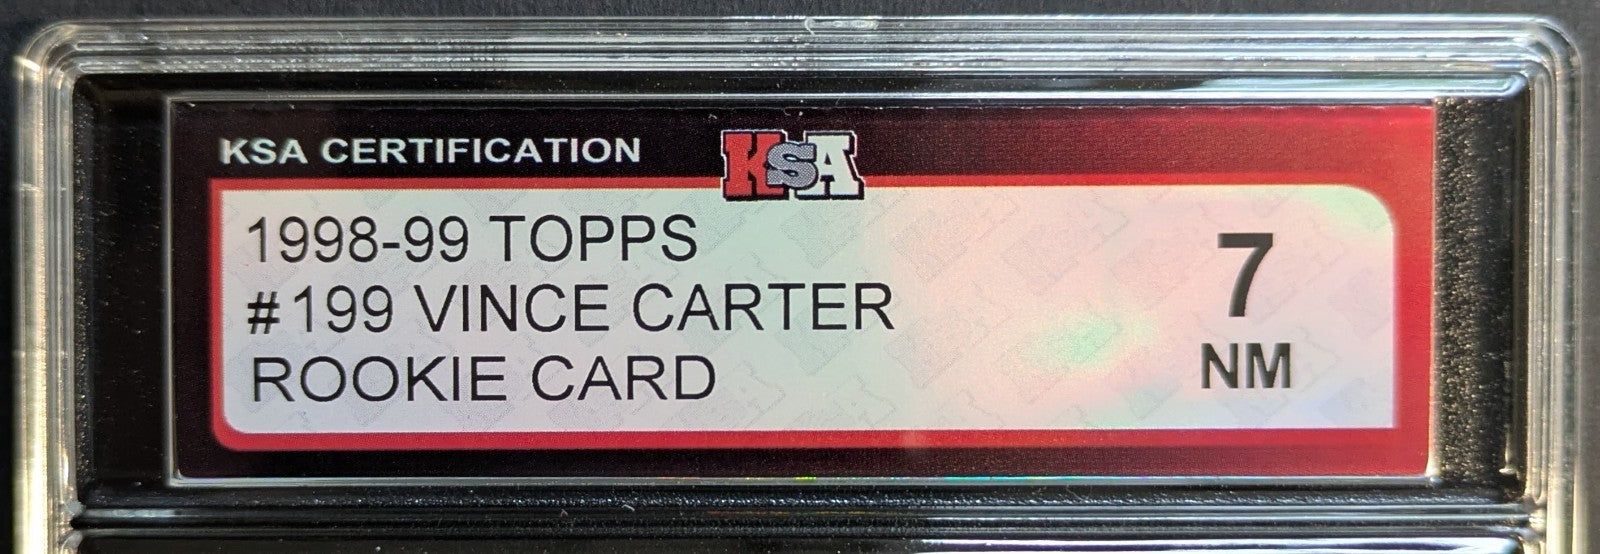 KSA CERTIFICATION
KSA
1998-99 TOPPS
#199 VINCE CARTER
ROOKIE CARD
7
NM